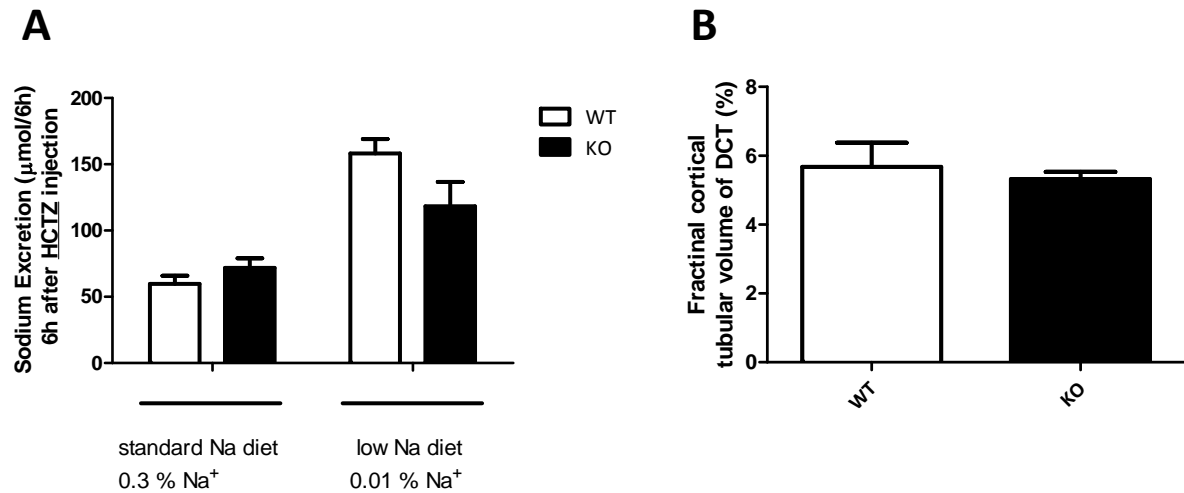 A
Sodium Excretion (µmol/6h)
6h after HCTZ injection
200
150
100
50
0
standard Na diet
0.3 % Na⁺
low Na diet
0.01 % Na⁺
WT
KO
B
Fractinal cortical
tubular volume of DCT (%)
8
6
4
2
0
WT
KO